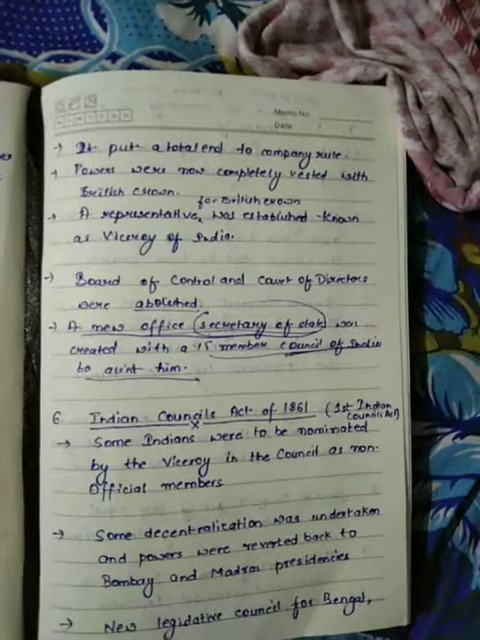 Memo No.
Date
→ It put a total end to company rule.
→ Powers were now completely vested with
British crown.
for British crown
→ A representative, was established known
as Viceroy of India.
→ Board of Control and Court of Directors
were abolished.
→ A new office (secretary of state) was
created with a 15 member council of India
to assist him.
6 Indian Councils Act of 1861 (1st Indian
Councils Act)
→ Some Indians were to be nominated
by the Viceroy in the Council as non-
Official members
→ Some decentralization was undertaken
and powers were reverted back to
Bombay and Madras presidencies
→ New legislative council for Bengal,